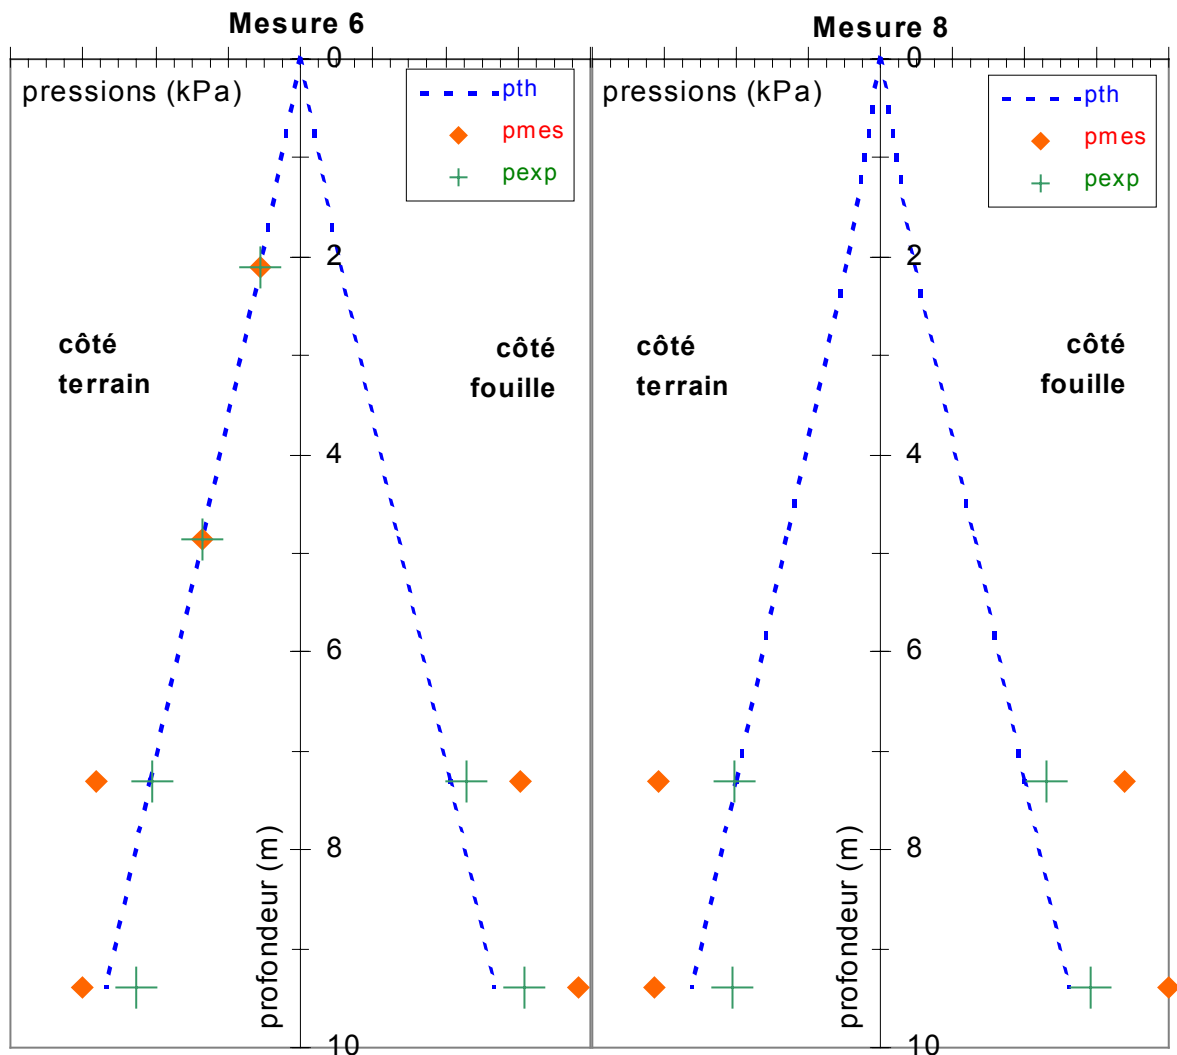 Mesure 6
0
pressions (kPa)
pth
pmes
pexp
2
côté
terrain
côté
fouille
4
6
8
profondeur (m)
10
Mesure 8
0
pressions (kPa)
pth
pmes
pexp
2
côté
terrain
côté
fouille
4
6
8
profondeur (m)
10